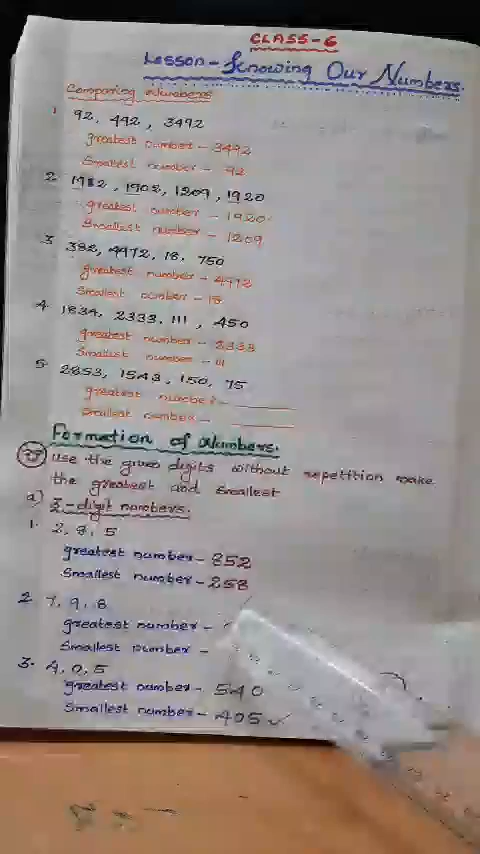 CLASS-6
Lesson - Knowing Our Numbers.
Comparing Numbers
1. 92, 492, 3492
greatest number - 3492
Smallest number - 92
2. 1982, 1902, 1209, 1920
greatest number - 1920
Smallest number - 1209
3. 382, 4972, 18, 750
greatest number - 4972
Smallest number - 18
4. 1834, 2333, 111, 450
greatest number - 2333
Smallest number - 111
5. 2853, 1543, 150, 75
greatest number -
Smallest number -
Formation of Numbers.
use the given digits without repetition make
the greatest and smallest
a) 3-digit numbers.
1. 2, 8, 5
greatest number - 852
Smallest number - 258
2. 7, 9, 8
greatest number -
Smallest number -
3. 4, 0, 5
greatest number - 540
Smallest number - 405